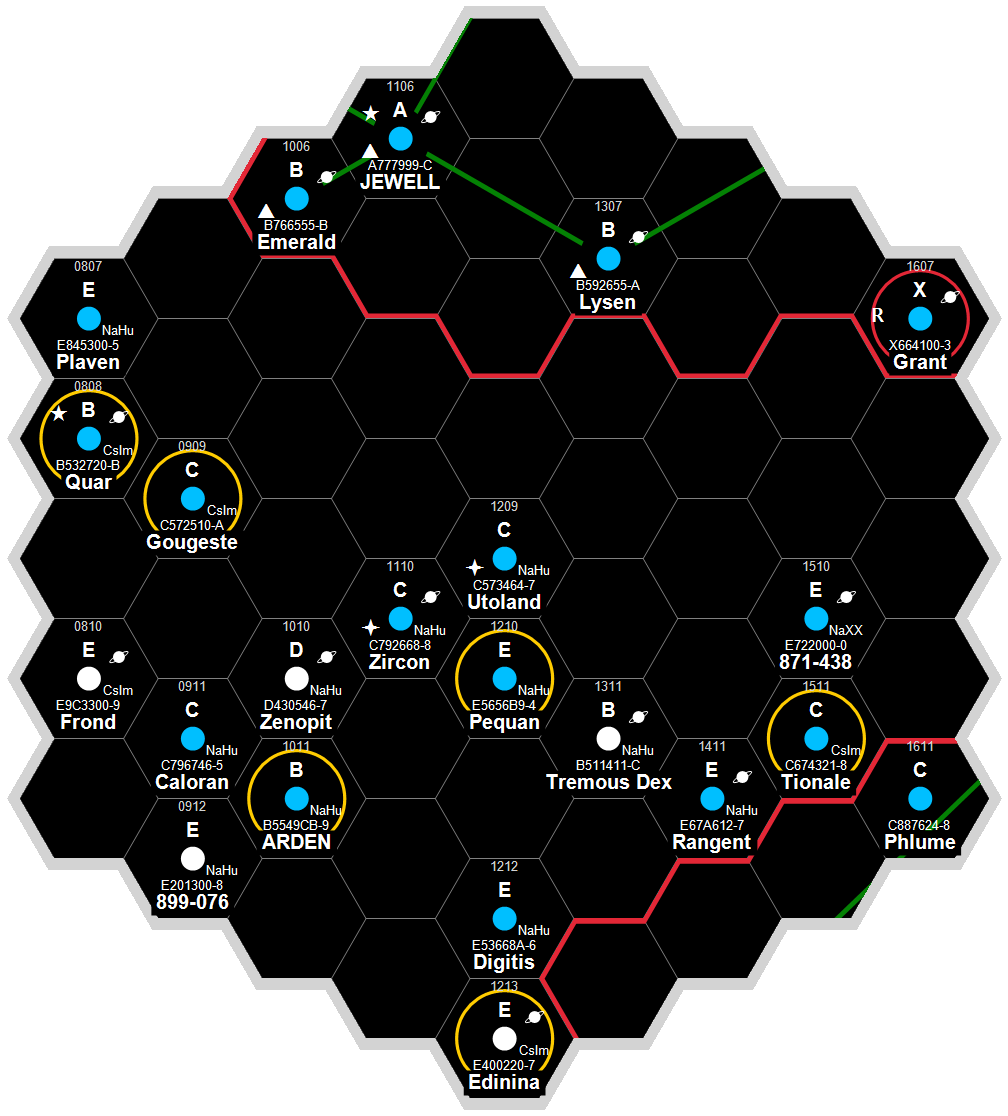 1106
A
A777999-C
JEWELL
1006
B
B766555-B
Emerald
1307
B
B592655-A
Lysen
0807
E
NaHu
E845300-5
Plaven
1607
X
R
X664100-3
Grant
0808
B
CsIm
B532720-B
Quar
0909
C
CsIm
C572510-A
Gougeste
1209
C
NaHu
C573464-7
Utoland
1110
C
NaHu
C792668-8
Zircon
1510
E
NaXX
E722000-0
871-438
0810
E
CsIm
E9C3300-9
Frond
1010
D
NaHu
D430546-7
Zenopit
1210
E
NaHu
E5656B9-4
Pequan
0911
C
NaHu
C796746-5
Caloran
1311
B
NaHu
B511411-C
Tremous Dex
1511
C
CsIm
C674321-8
Tionale
1011
B
NaHu
B5549CB-9
ARDEN
1411
E
NaHu
E67A612-7
Rangent
1611
C
C887624-8
Phlume
0912
E
NaHu
E201300-8
899-076
1212
E
NaHu
E53668A-6
Digitis
1213
E
CsIm
E400220-7
Edinina